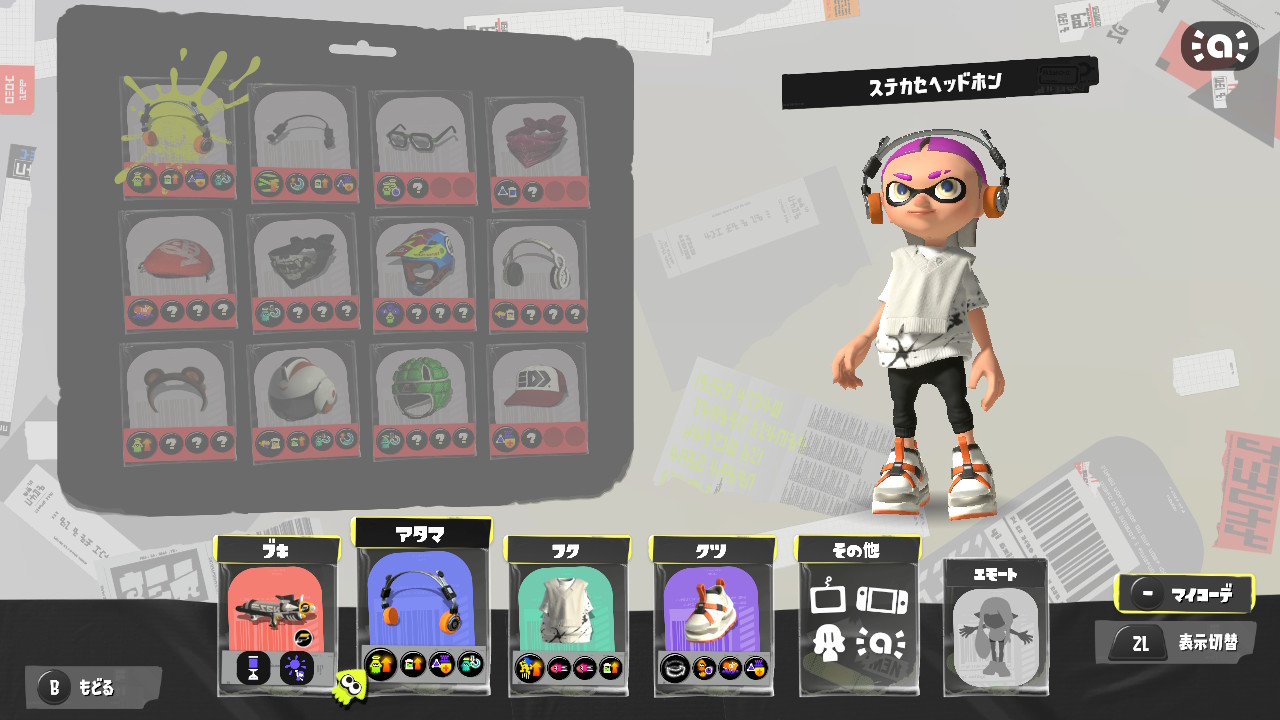 ステカセヘッドホン
ブキ
アタマ
フク
クツ
その他
エモート
- マイコーデ
ZL 表示切替
B もどる